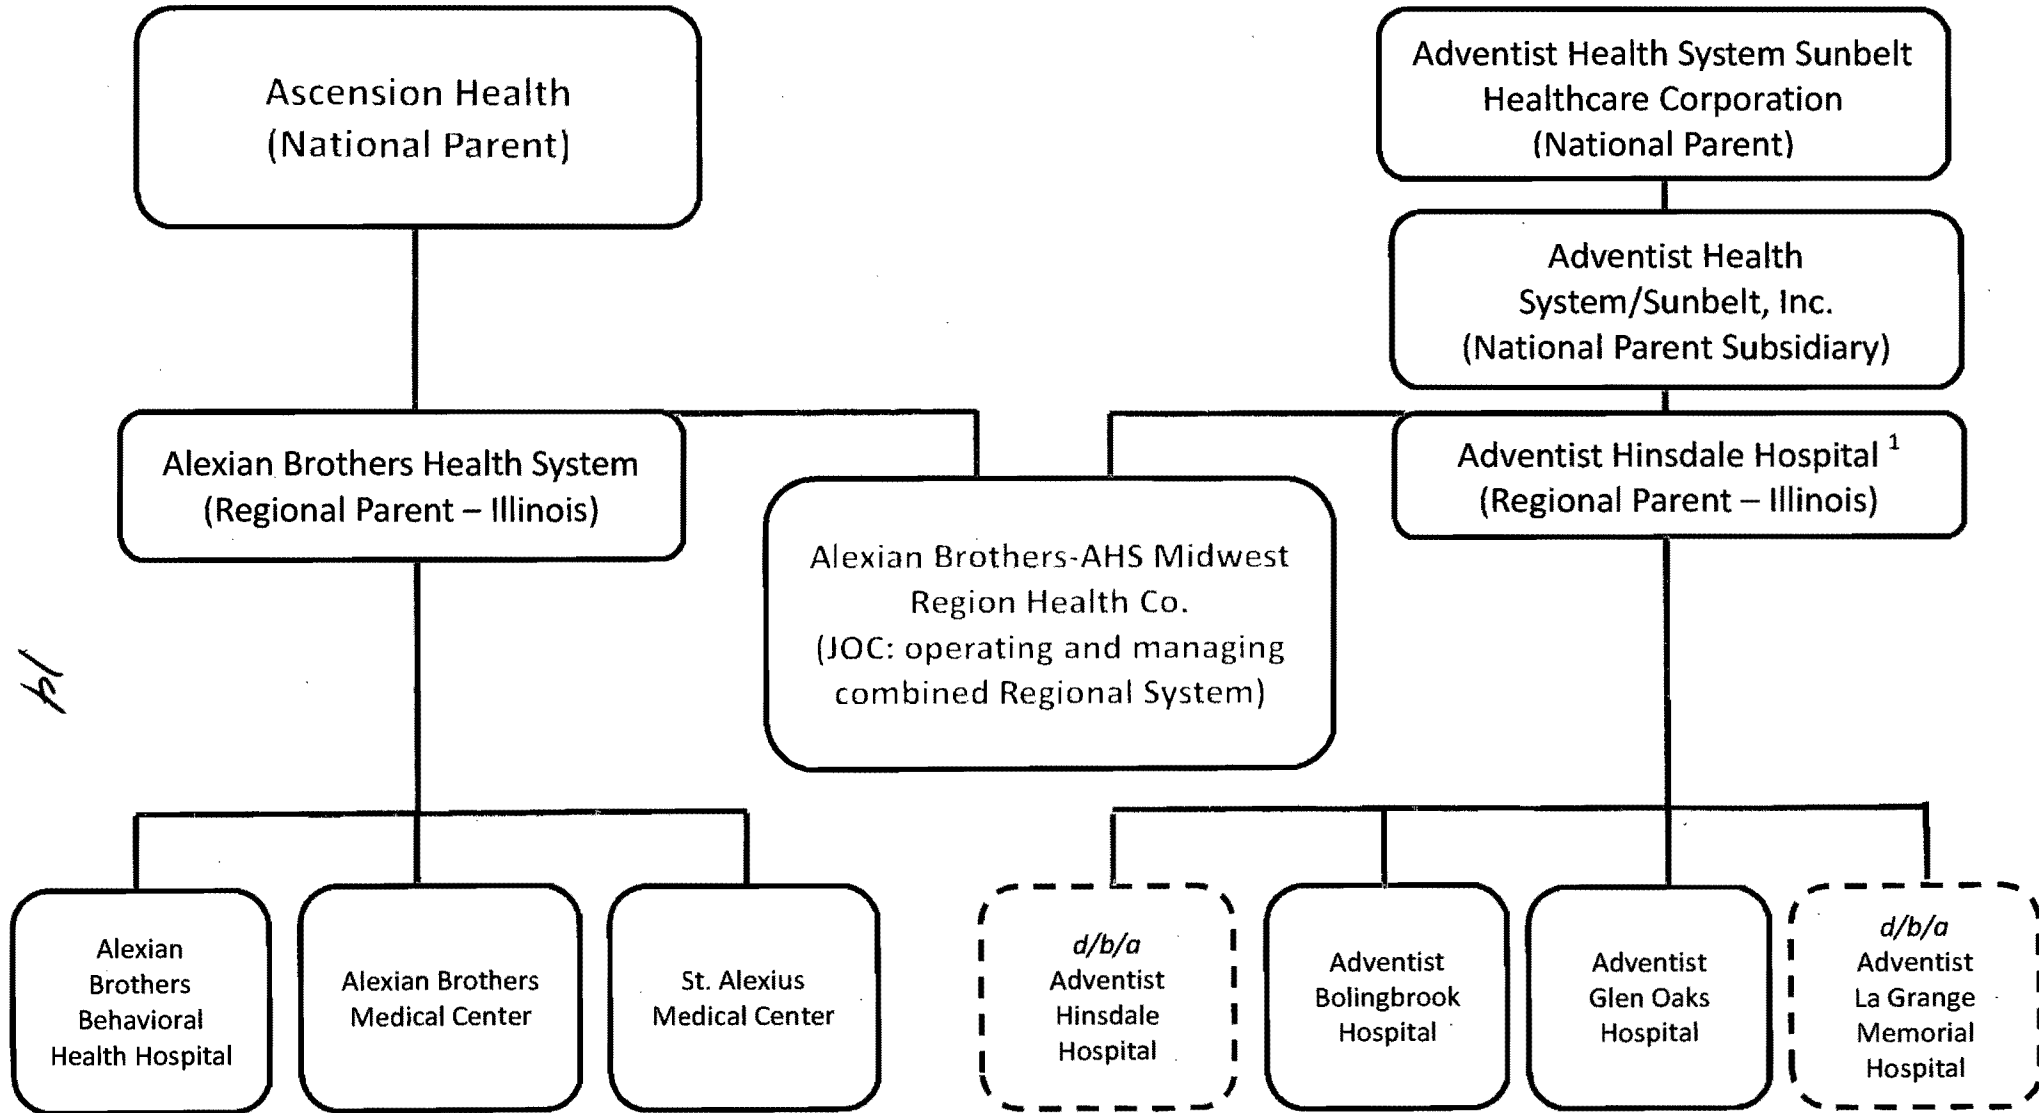 Ascension Health
(National Parent)
Adventist Health System Sunbelt
Healthcare Corporation
(National Parent)
Adventist Health
System/Sunbelt, Inc.
(National Parent Subsidiary)
Alexian Brothers Health System
(Regional Parent – Illinois)
Adventist Hinsdale Hospital ¹
(Regional Parent – Illinois)
Alexian Brothers-AHS Midwest
Region Health Co.
(JOC: operating and managing
combined Regional System)
Alexian
Brothers
Behavioral
Health Hospital
Alexian Brothers
Medical Center
St. Alexius
Medical Center
d/b/a
Adventist
Hinsdale
Hospital
Adventist
Bolingbrook
Hospital
Adventist
Glen Oaks
Hospital
d/b/a
Adventist
La Grange
Memorial
Hospital